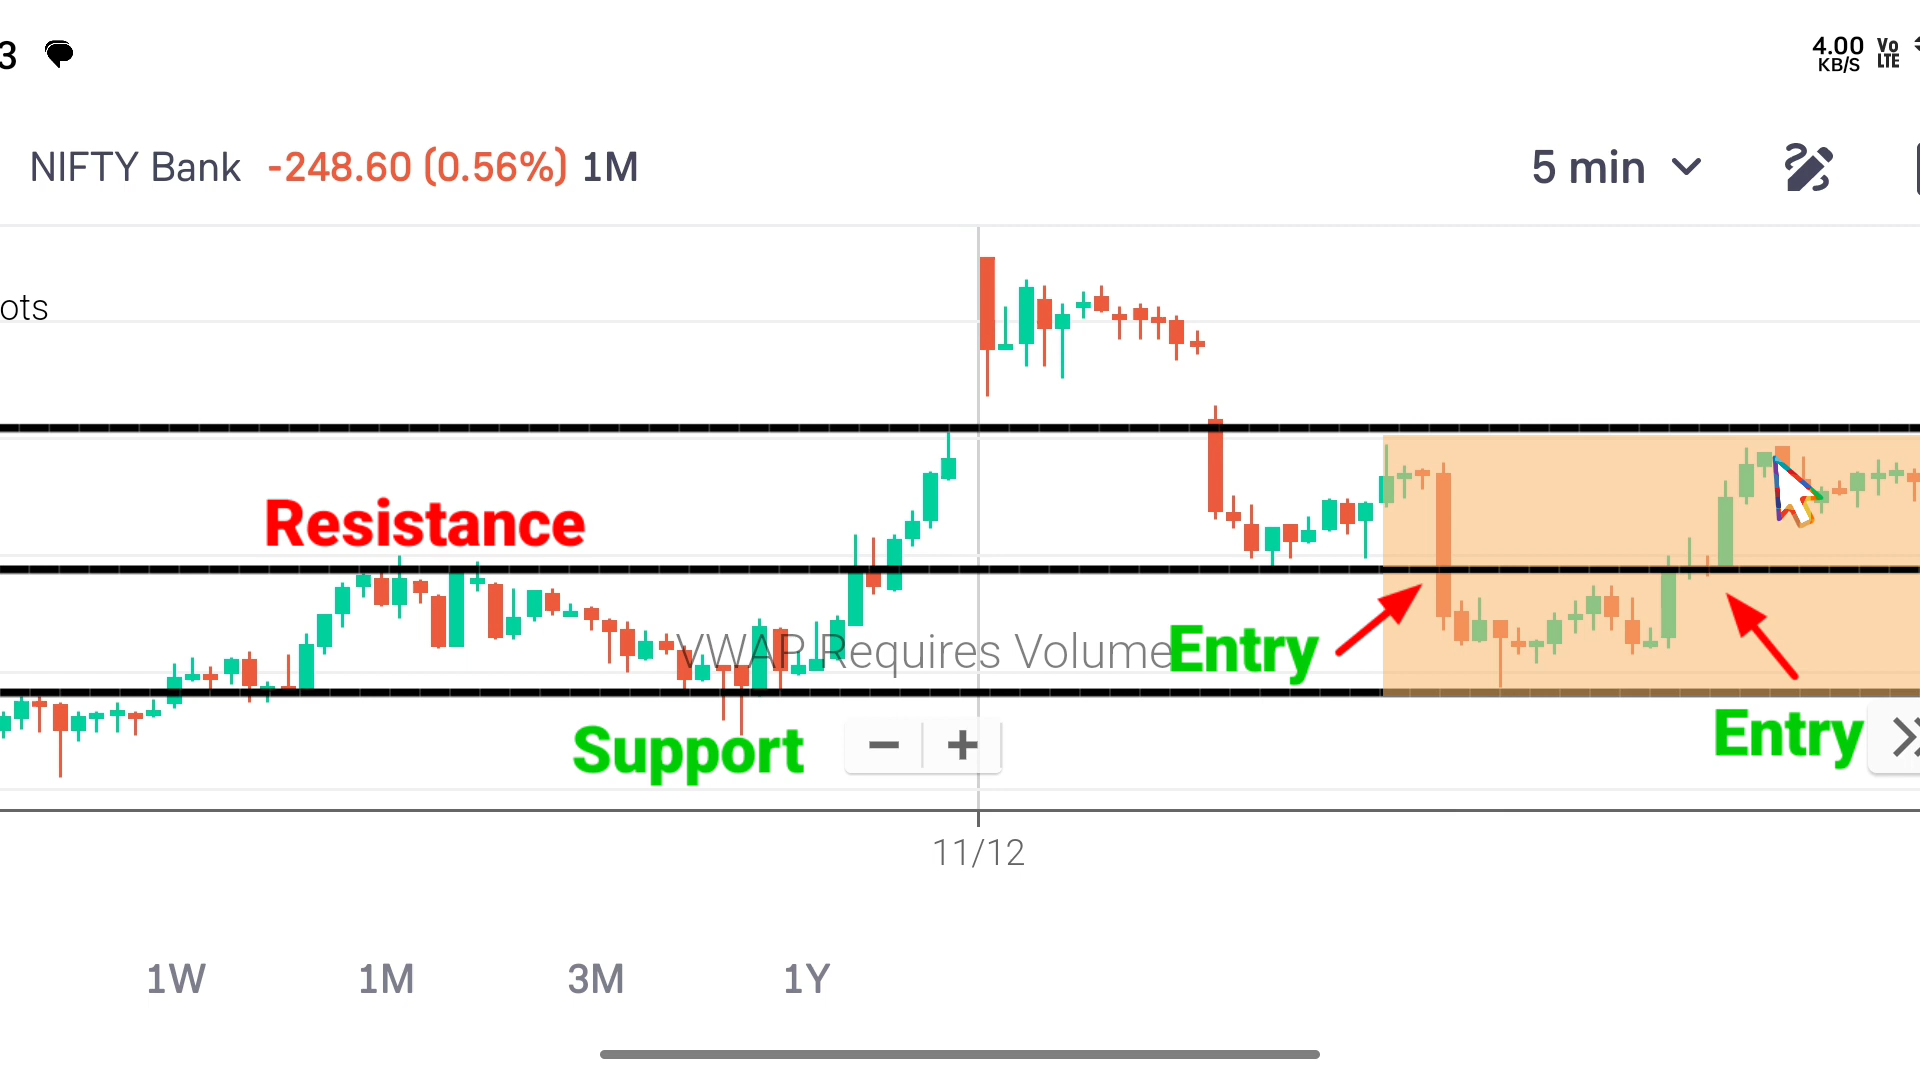 3
4.00
KB/S
Vo
LTE
NIFTY Bank -248.60 (0.56%) 1M
5 min
ots
Resistance
VWAP Requires Volume
Entry
Support
Entry
11/12
1W 1M 3M 1Y